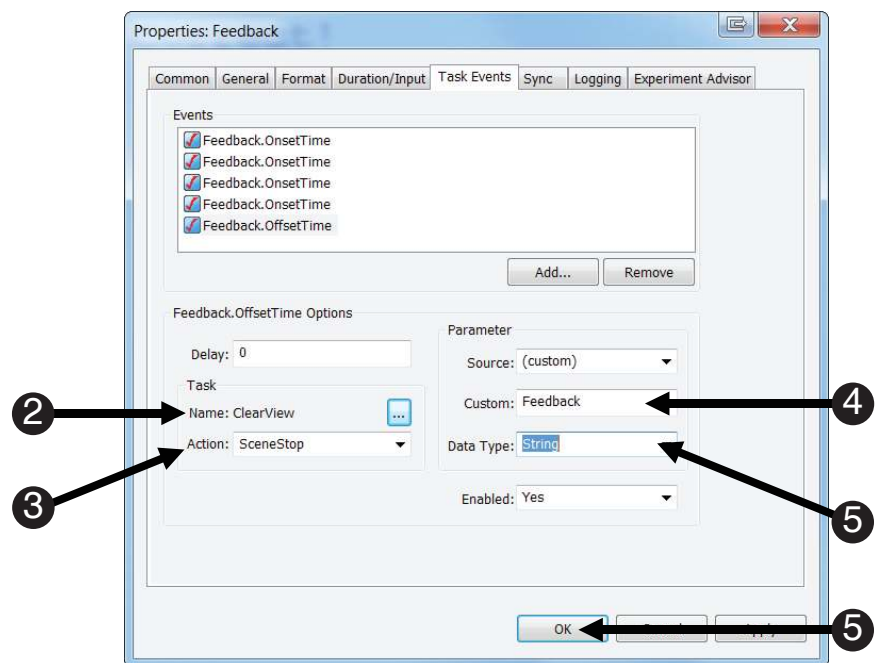 Properties: Feedback
Common General Format Duration/Input Task Events Sync Logging Experiment Advisor
Events
Feedback.OnsetTime
Feedback.OnsetTime
Feedback.OnsetTime
Feedback.OnsetTime
Feedback.OffsetTime
Add... Remove
Feedback.OffsetTime Options
Delay: 0
Task
2 Name: ClearView ...
3 Action: SceneStop
Parameter
Source: (custom)
Custom: Feedback 4
Data Type: String 5
Enabled: Yes
OK 5